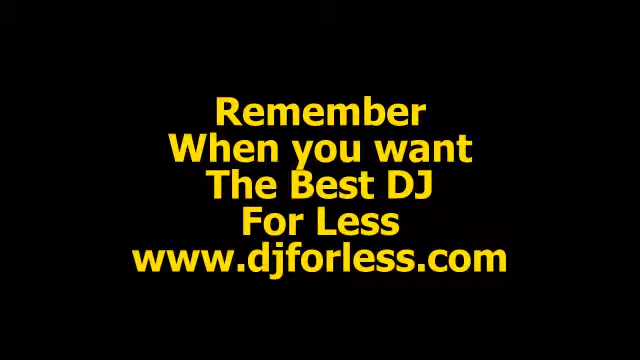 Remember
When you want
The Best DJ
For Less
www.djforless.com